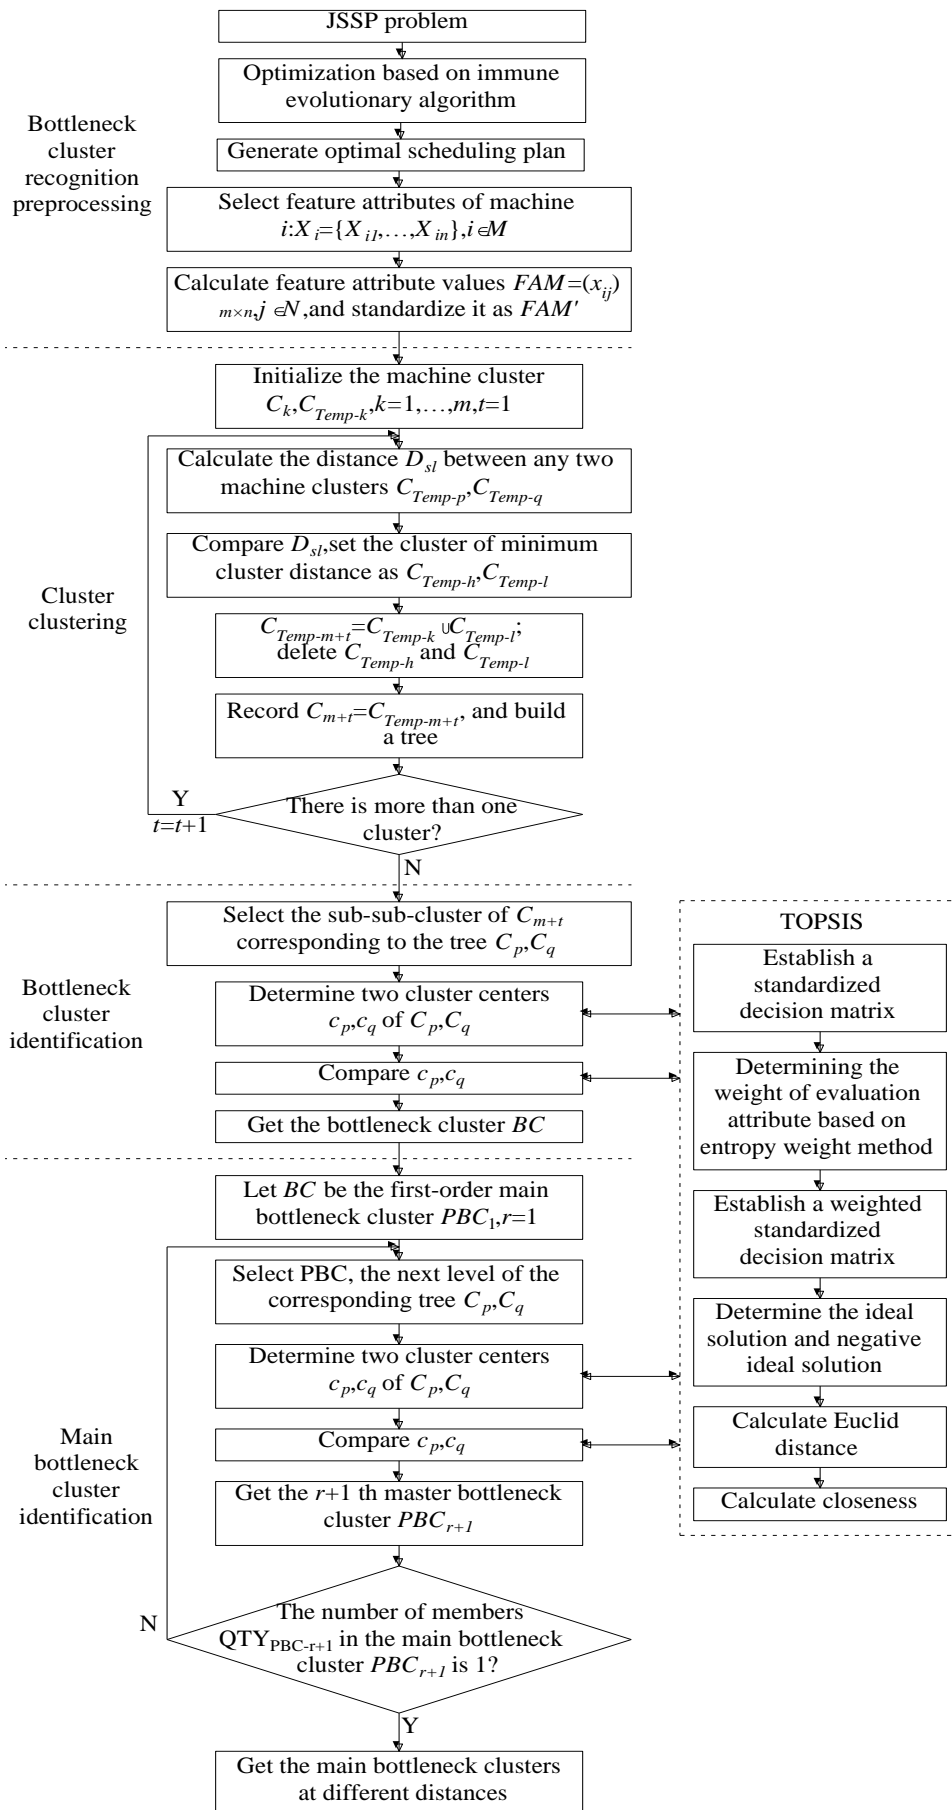 JSSP problem
Optimization based on immune
evolutionary algorithm
Generate optimal scheduling plan
Bottleneck
cluster
recognition
preprocessing
Select feature attributes of machine
i:X_i={X_i1,…,X_in},i∈M
Calculate feature attribute values FAM=(x_ij)
m×n,j∈N,and standardize it as FAM'
Initialize the machine cluster
C_k,C_Temp-k,k=1,…,m,t=1
Calculate the distance D_sl between any two
machine clusters C_Temp-p,C_Temp-q
Compare D_sl,set the cluster of minimum
cluster distance as C_Temp-h,C_Temp-l
Cluster
clustering
C_Temp-m+t=C_Temp-k∪C_Temp-l;
delete C_Temp-h and C_Temp-l
Record C_m+t=C_Temp-m+t, and build
a tree
There is more than one
cluster?
Y
t=t+1
N
Select the sub-sub-cluster of C_m+t
corresponding to the tree C_p,C_q
Bottleneck
cluster
identification
Determine two cluster centers
c_p,c_q of C_p,C_q
Compare c_p,c_q
Get the bottleneck cluster BC
Let BC be the first-order main
bottleneck cluster PBC_1,r=1
Select PBC, the next level of the
corresponding tree C_p,C_q
Determine two cluster centers
c_p,c_q of C_p,C_q
Main
bottleneck
cluster
identification
Compare c_p,c_q
Get the r+1 th master bottleneck
cluster PBC_r+1
The number of members
QTY_PBC-r+1 in the main bottleneck
cluster PBC_r+1 is 1?
N
Y
Get the main bottleneck clusters
at different distances
TOPSIS
Establish a
standardized
decision matrix
Determining the
weight of evaluation
attribute based on
entropy weight method
Establish a weighted
standardized
decision matrix
Determine the ideal
solution and negative
ideal solution
Calculate Euclid
distance
Calculate closeness